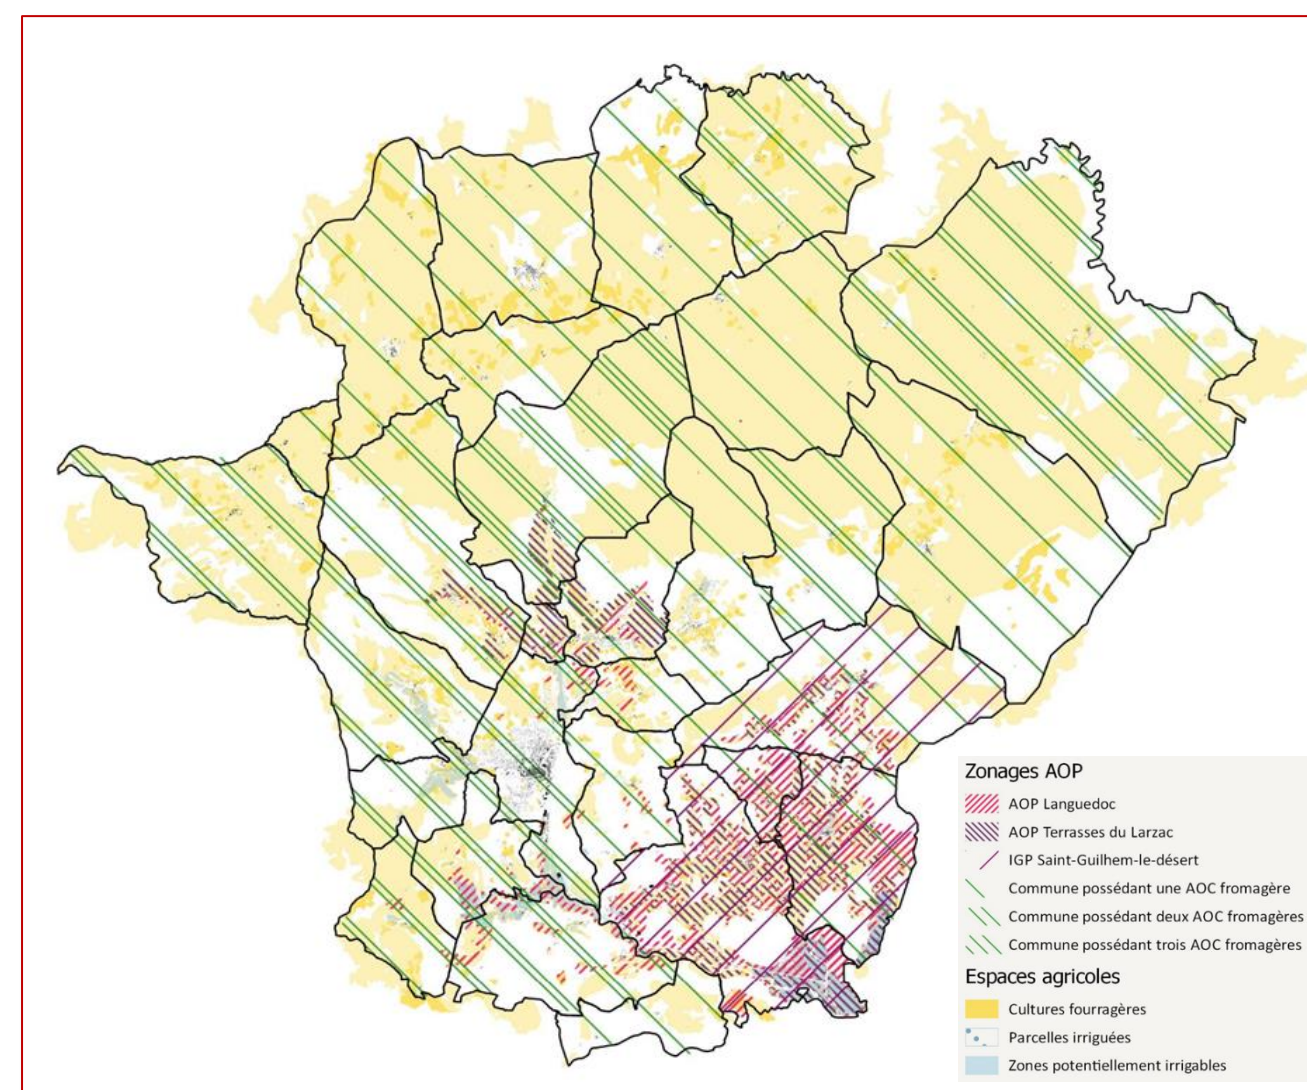 Zonages AOP
AOP Languedoc
AOP Terrasses du Larzac
IGP Saint-Guilhem-le-désert
Commune possédant une AOC fromagère
Commune possédant deux AOC fromagères
Commune possédant trois AOC fromagères
Espaces agricoles
Cultures fourragères
Parcelles irriguées
Zones potentiellement irrigables